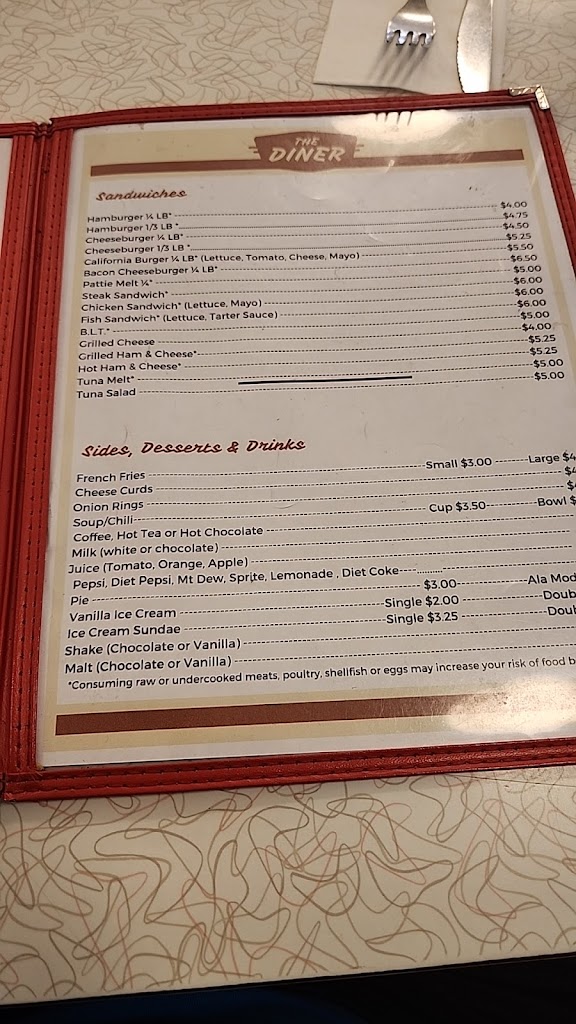 THE
DINER
Sandwiches
Hamburger ¼ LB* $4.00
Hamburger 1/3 LB * $4.75
Cheeseburger ¼ LB* $4.50
Cheeseburger 1/3 LB * $5.25
California Burger ¼ LB* (Lettuce, Tomato, Cheese, Mayo) $5.50
Bacon Cheeseburger ¼ LB* $6.50
Pattie Melt ¼* $5.00
Steak Sandwich* $6.00
Chicken Sandwich* (Lettuce, Mayo) $6.00
Fish Sandwich* (Lettuce, Tarter Sauce) $6.00
B.L.T.* $5.00
Grilled Cheese $4.00
Grilled Ham & Cheese* $5.25
Hot Ham & Cheese* $5.25
Tuna Melt* $5.00
Tuna Salad $5.00
Sides, Desserts & Drinks
French Fries Small $3.00 Large $4
Cheese Curds $4
Onion Rings $4
Soup/Chili Cup $3.50 Bowl $
Coffee, Hot Tea or Hot Chocolate
Milk (white or chocolate)
Juice (Tomato, Orange, Apple)
Pepsi, Diet Pepsi, Mt Dew, Sprite, Lemonade , Diet Coke
Pie $3.00 Ala Mod
Vanilla Ice Cream Single $2.00 Doub
Ice Cream Sundae Single $3.25 Doub
Shake (Chocolate or Vanilla)
Malt (Chocolate or Vanilla)
*Consuming raw or undercooked meats, poultry, shellfish or eggs may increase your risk of food b